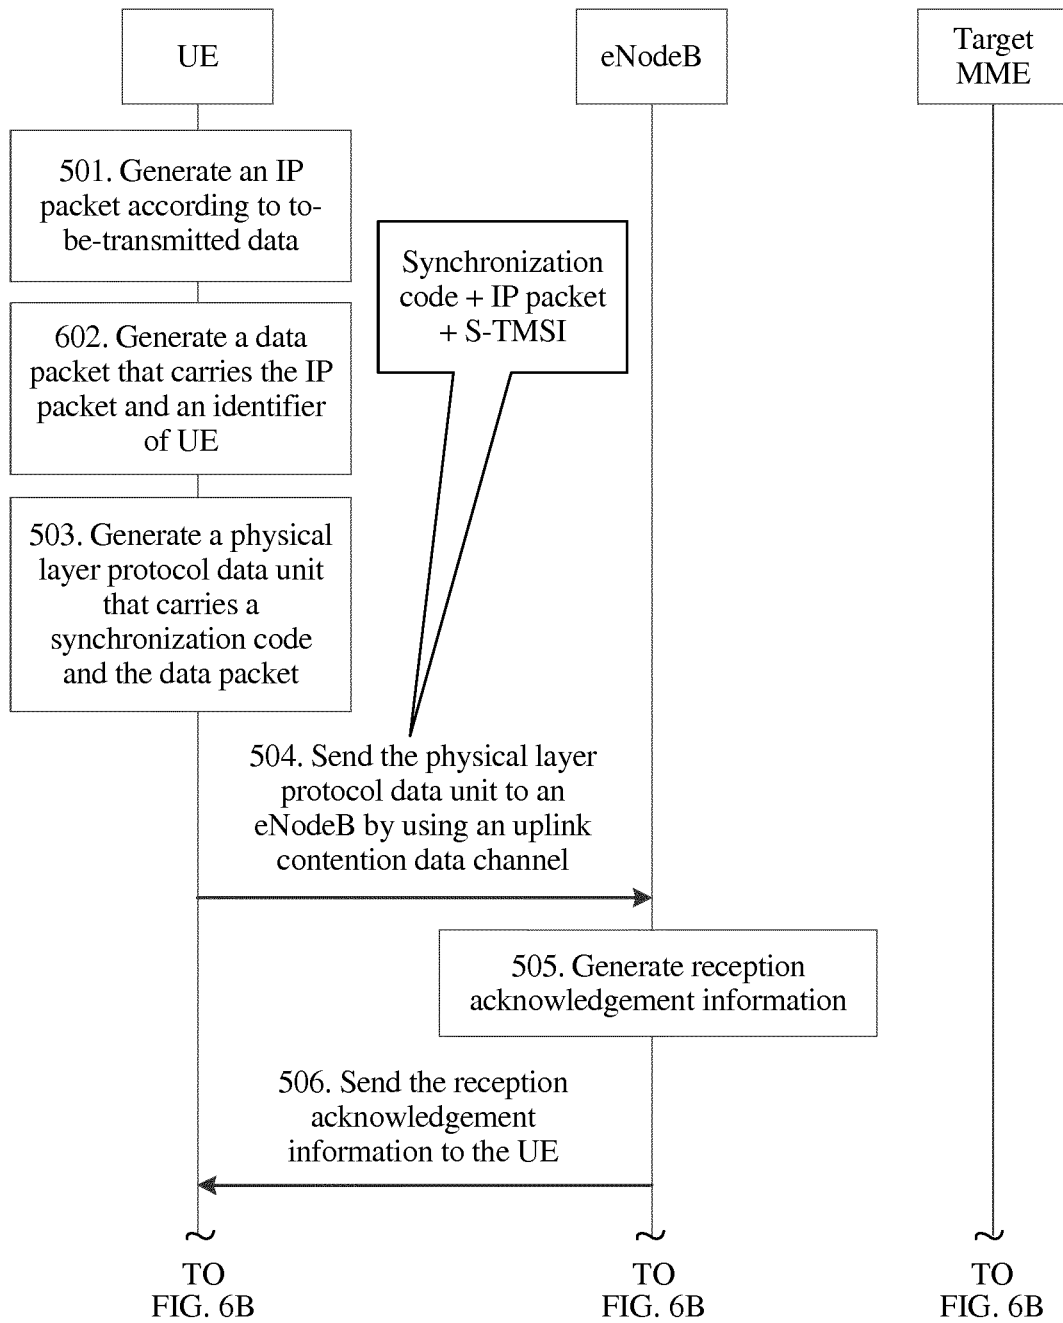 UE
eNodeB
Target
MME
501. Generate an IP
packet according to to-
be-transmitted data
Synchronization
code + IP packet
+ S-TMSI
602. Generate a data
packet that carries the IP
packet and an identifier
of UE
503. Generate a physical
layer protocol data unit
that carries a
synchronization code
and the data packet
504. Send the physical layer
protocol data unit to an
eNodeB by using an uplink
contention data channel
505. Generate reception
acknowledgement information
506. Send the reception
acknowledgement
information to the UE
TO
FIG. 6B
TO
FIG. 6B
TO
FIG. 6B